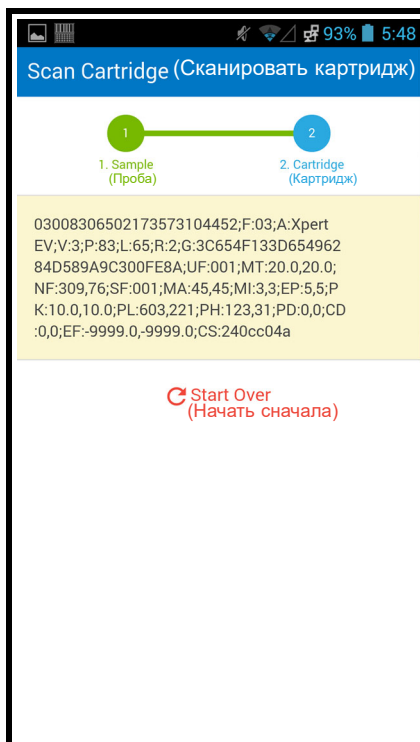 93% 5:48
Scan Cartridge (Сканировать картридж)
1 2
1. Sample 2. Cartridge
(Проба) (Картридж)
03008306502173573104452;F:03;A:Xpert
EV;V:3;P:83;L:65;R:2;G:3C654F133D654962
84D589A9C300FE8A;UF:001;MT:20.0,20.0;
NF:309,76;SF:001;MA:45,45;MI:3,3;EP:5,5;P
K:10.0,10.0;PL:603,221;PH:123,31;PD:0,0;CD
:0,0;EF:-9999.0,-9999.0;CS:240cc04a
Start Over
(Начать сначала)